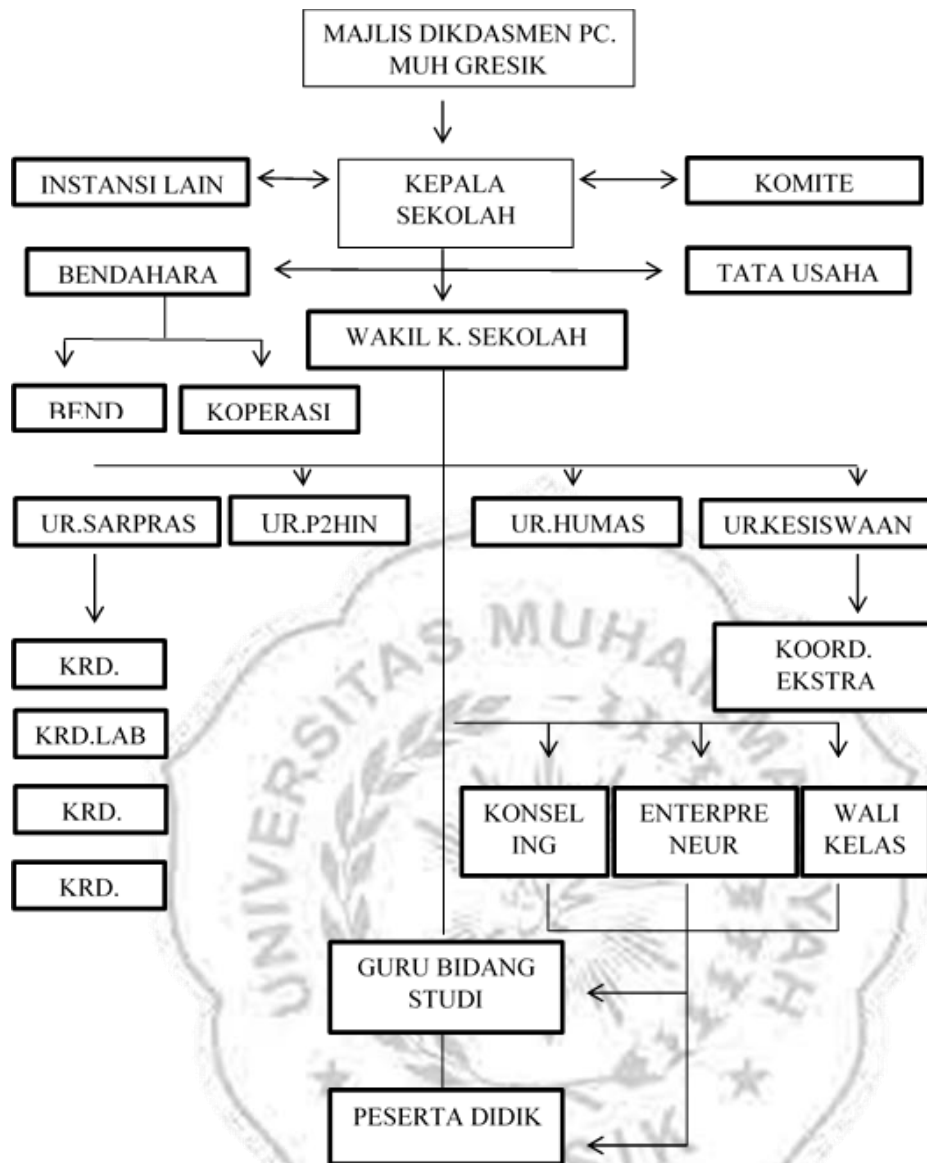 MAJLIS DIKDASMEN PC.
MUH GRESIK
INSTANSI LAIN
KEPALA
SEKOLAH
KOMITE
BENDAHARA
TATA USAHA
WAKIL K. SEKOLAH
BEND
KOPERASI
UR.SARPRAS
UR.P2HIN
UR.HUMAS
UR.KESISWAAN
KRD.
KOORD.
EKSTRA
KRD.LAB
KRD.
KONSEL
ING
ENTERPRE
NEUR
WALI
KELAS
KRD.
GURU BIDANG
STUDI
PESERTA DIDIK
UNIVERSITAS MUHAMMADIYAH